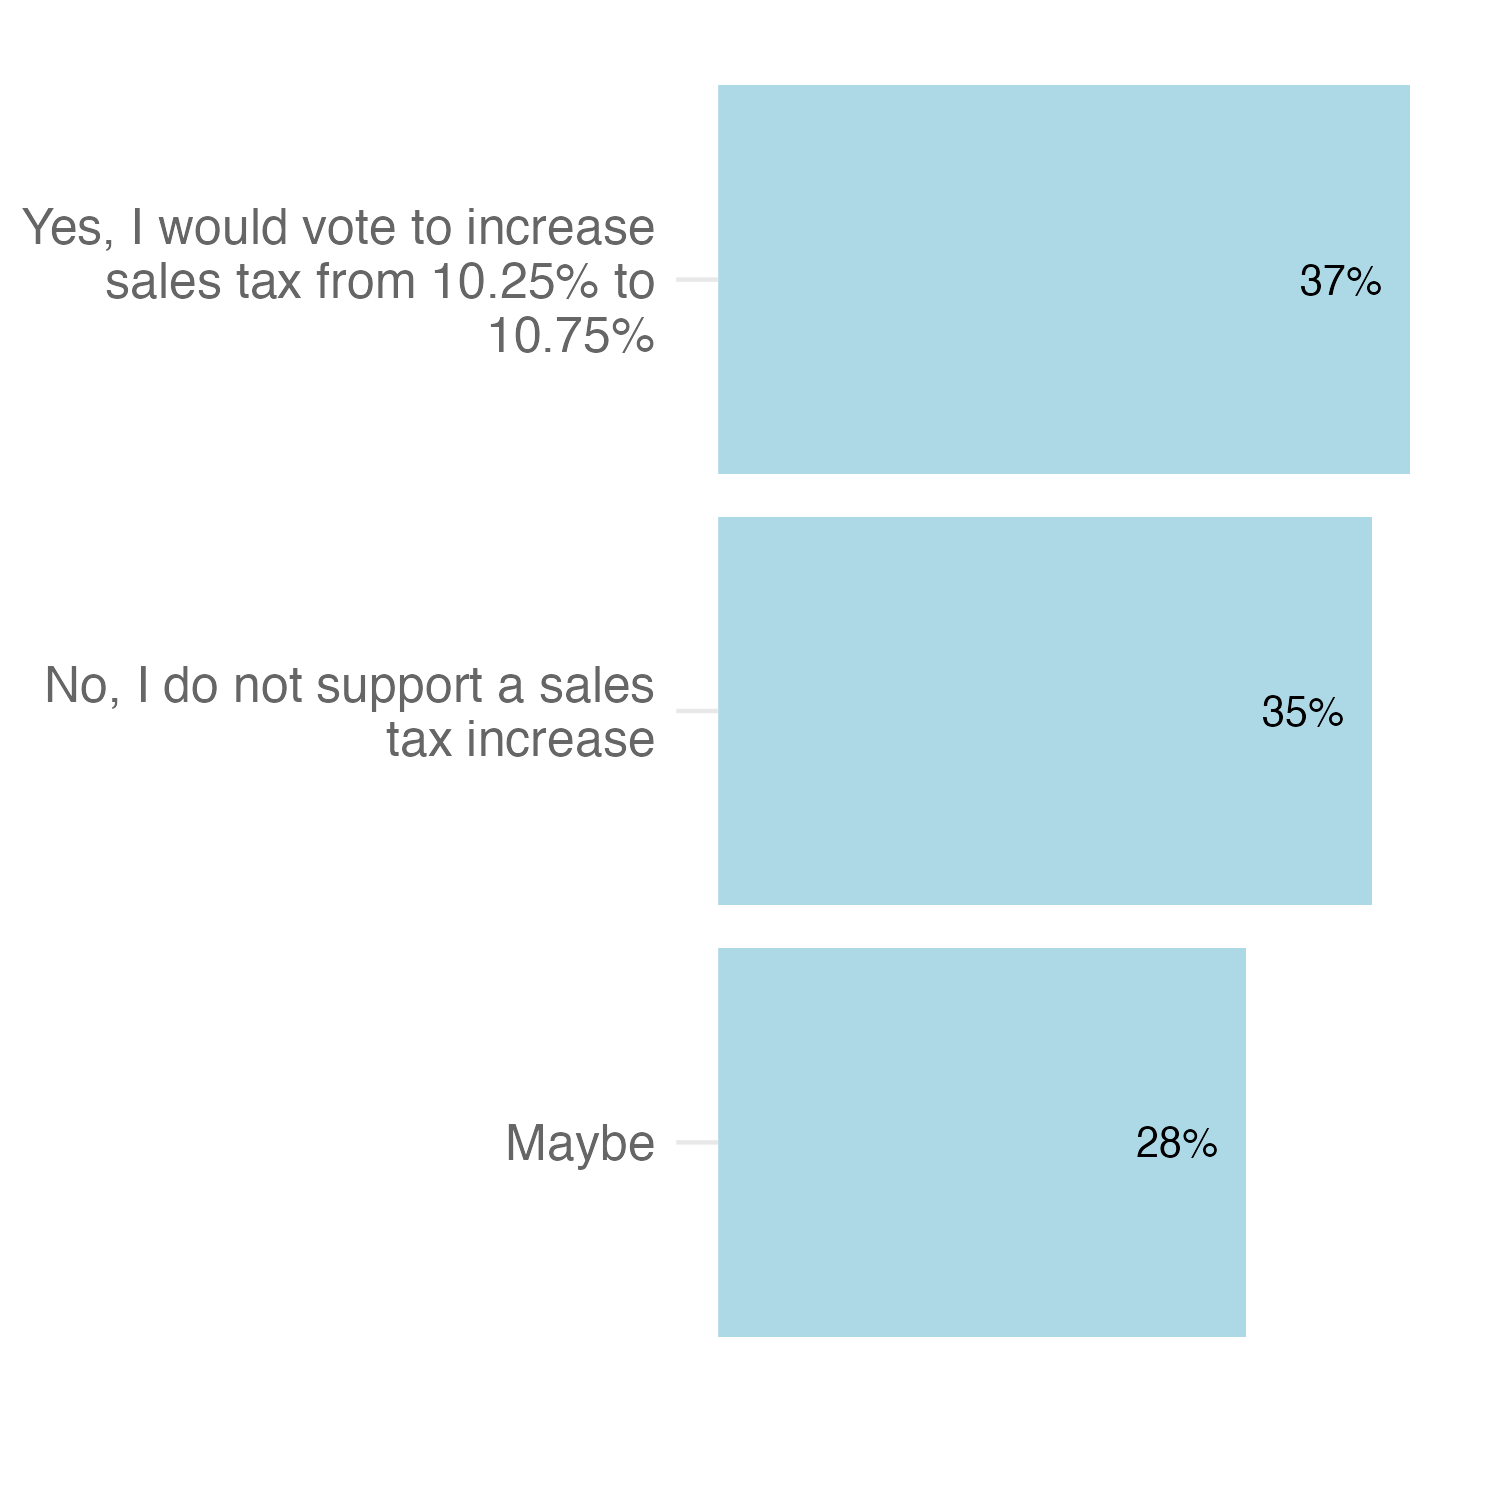 Yes, I would vote to increase
sales tax from 10.25% to
10.75%
37%
No, I do not support a sales
tax increase
35%
Maybe
28%